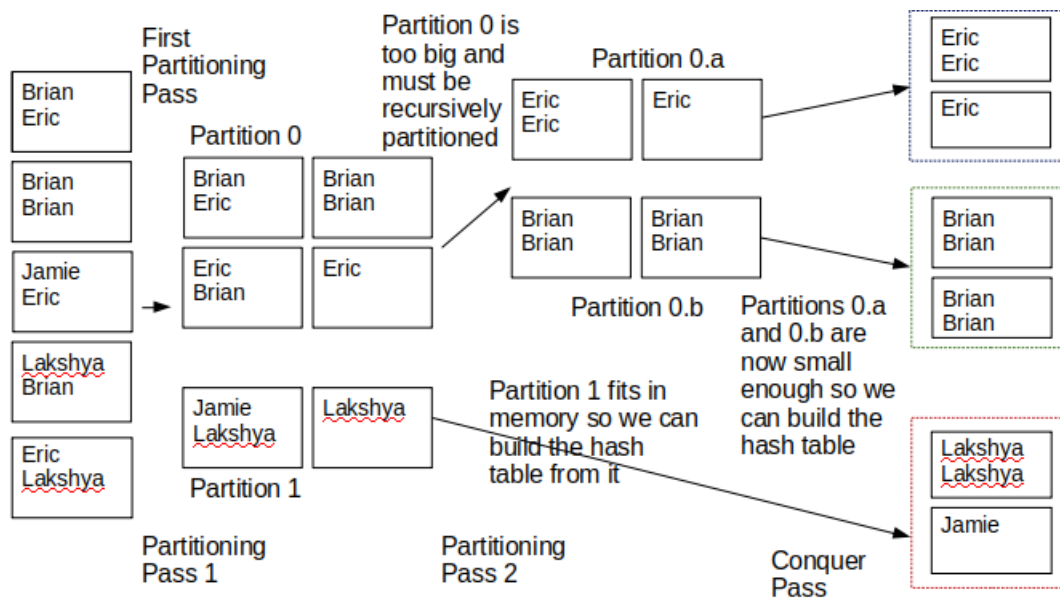 First
Partitioning
Pass
Brian
Eric
Brian
Brian
Jamie
Eric
Lakshya
Brian
Eric
Lakshya
Partition 0
Brian
Eric
Brian
Brian
Eric
Brian
Eric
Jamie
Lakshya
Lakshya
Partition 1
Partition 0 is
too big and
must be
recursively
partitioned
Partition 0.a
Eric
Eric
Eric
Brian
Brian
Brian
Brian
Partition 0.b
Partition 1 fits in
memory so we can
build the hash
table from it
Partitions 0.a
and 0.b are
now small
enough so we
can build the
hash table
Eric
Eric
Eric
Brian
Brian
Brian
Brian
Lakshya
Lakshya
Jamie
Partitioning
Pass 1
Partitioning
Pass 2
Conquer
Pass